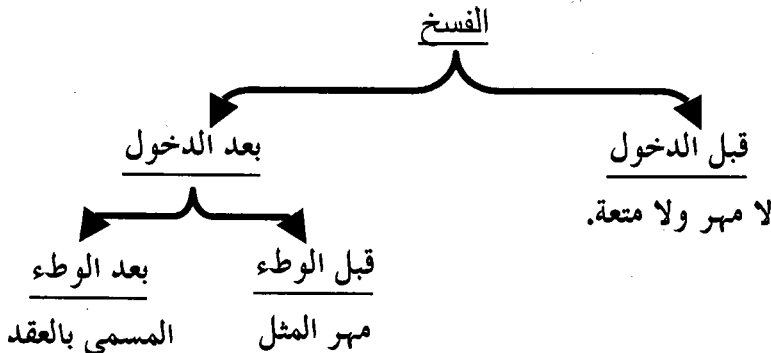 الفسخ
قبل الدخول
لا مهر ولا متعة.
بعد الدخول
قبل الوطء
مهر المثل
بعد الوطء
المسمى بالعقد